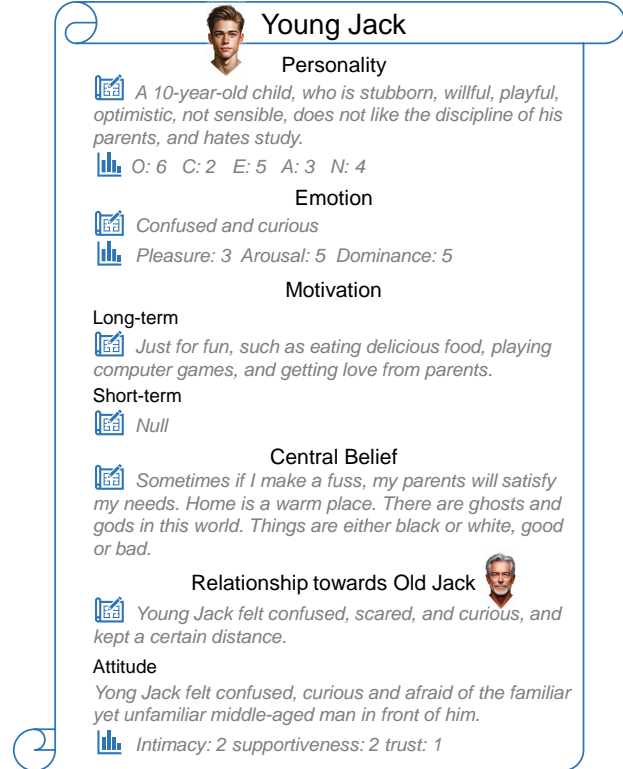 Young Jack
Personality
A 10-year-old child, who is stubborn, willful, playful,
optimistic, not sensible, does not like the discipline of his
parents, and hates study.
O: 6 C: 2 E: 5 A: 3 N: 4
Emotion
Confused and curious
Pleasure: 3 Arousal: 5 Dominance: 5
Motivation
Long-term
Just for fun, such as eating delicious food, playing
computer games, and getting love from parents.
Short-term
Null
Central Belief
Sometimes if I make a fuss, my parents will satisfy
my needs. Home is a warm place. There are ghosts and
gods in this world. Things are either black or white, good
or bad.
Relationship towards Old Jack
Young Jack felt confused, scared, and curious, and
kept a certain distance.
Attitude
Yong Jack felt confused, curious and afraid of the familiar
yet unfamiliar middle-aged man in front of him.
Intimacy: 2 supportiveness: 2 trust: 1